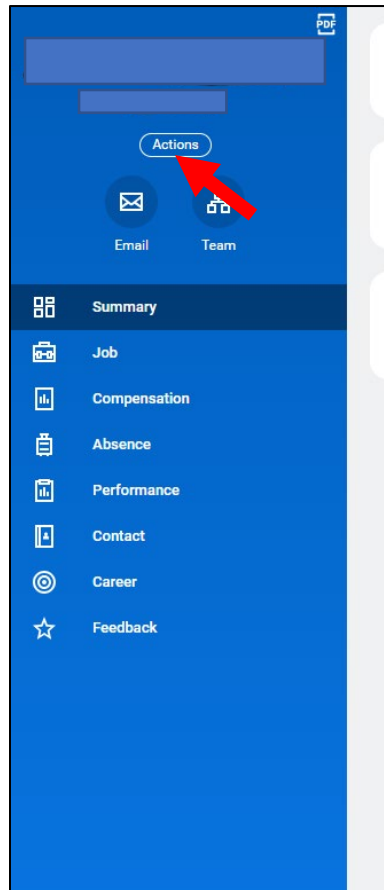 PDF
Actions
Email Team
Summary
Job
Compensation
Absence
Performance
Contact
Career
Feedback